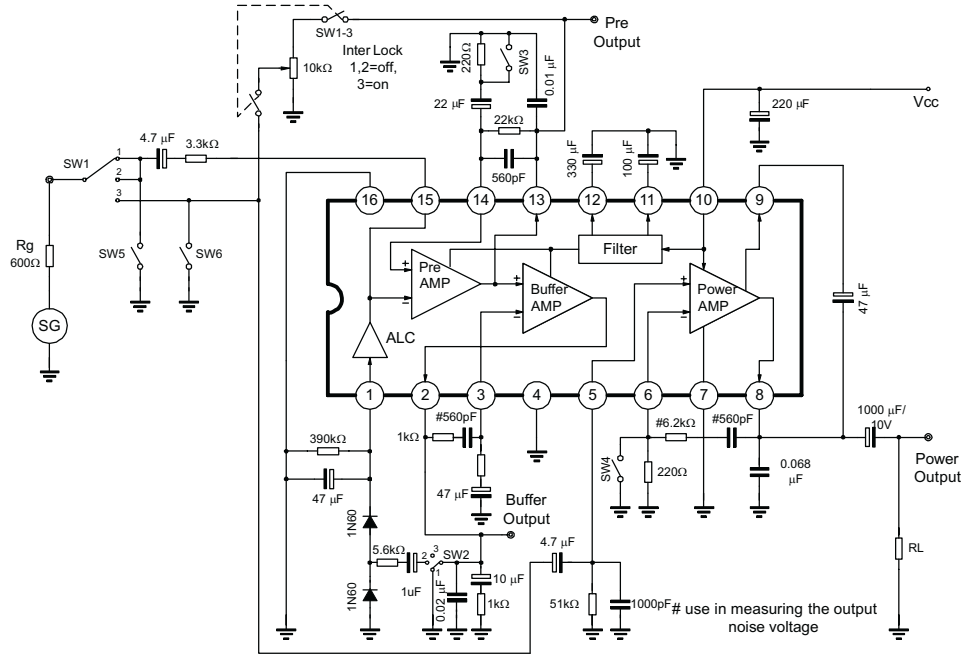 SW1-3
Pre
Output
Inter Lock
1,2=off,
3=on
10kΩ
220Ω
SW3
0.01 µF
22 µF
220 µF
Vcc
4.7 µF
3.3kΩ
22kΩ
560pF
330 µF
100 µF
SW1
1
2
3
16
15
14
13
12
11
10
9
Rg
600Ω
SW5
SW6
SG
Filter
+
Pre
AMP
−
+
Buffer
AMP
−
+
Power
AMP
−
ALC
47 µF
1
2
3
4
5
6
7
8
390kΩ
47 µF
1kΩ
#560pF
47 µF
#6.2kΩ
#560pF
SW4
220Ω
0.068
µF
1000 µF/
10V
Power
Output
Buffer
Output
1N60
5.6kΩ
1uF
2
3
1
SW2
0.02 µF
10 µF
1kΩ
1N60
4.7 µF
51kΩ
1000pF
RL
# use in measuring the output
noise voltage